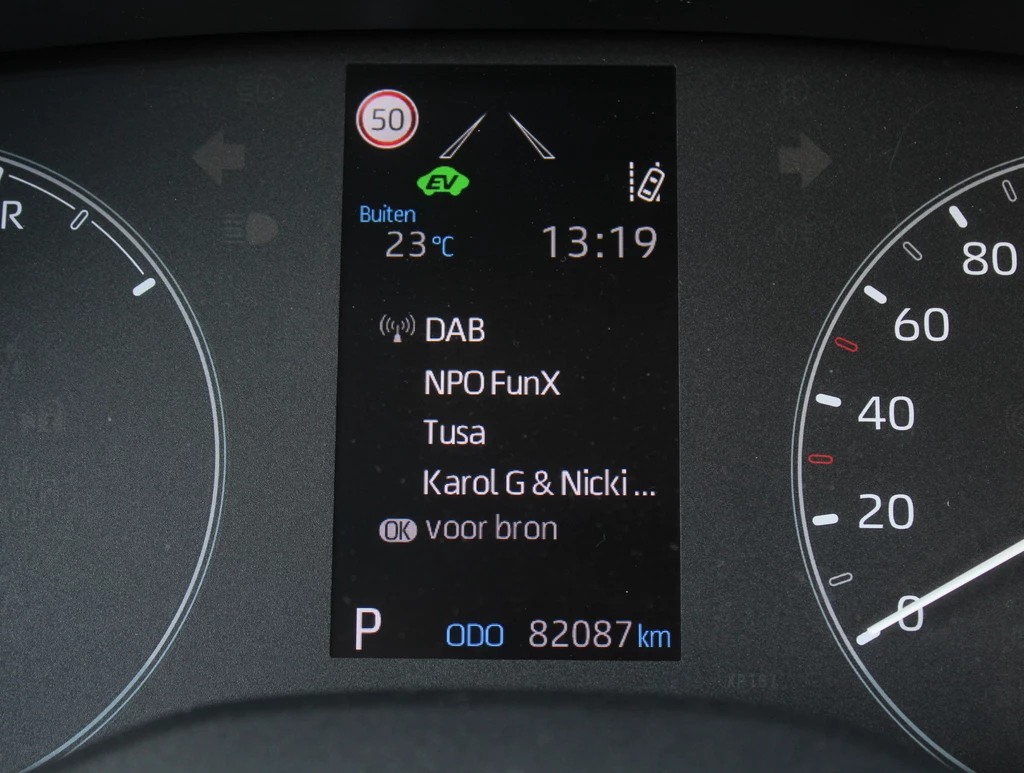 50
EV
Buiten
23 °C 13:19
DAB
NPO FunX
Tusa
Karol G & Nicki ...
OK voor bron
P ODO 82087 km
R
80
60
40
20
0